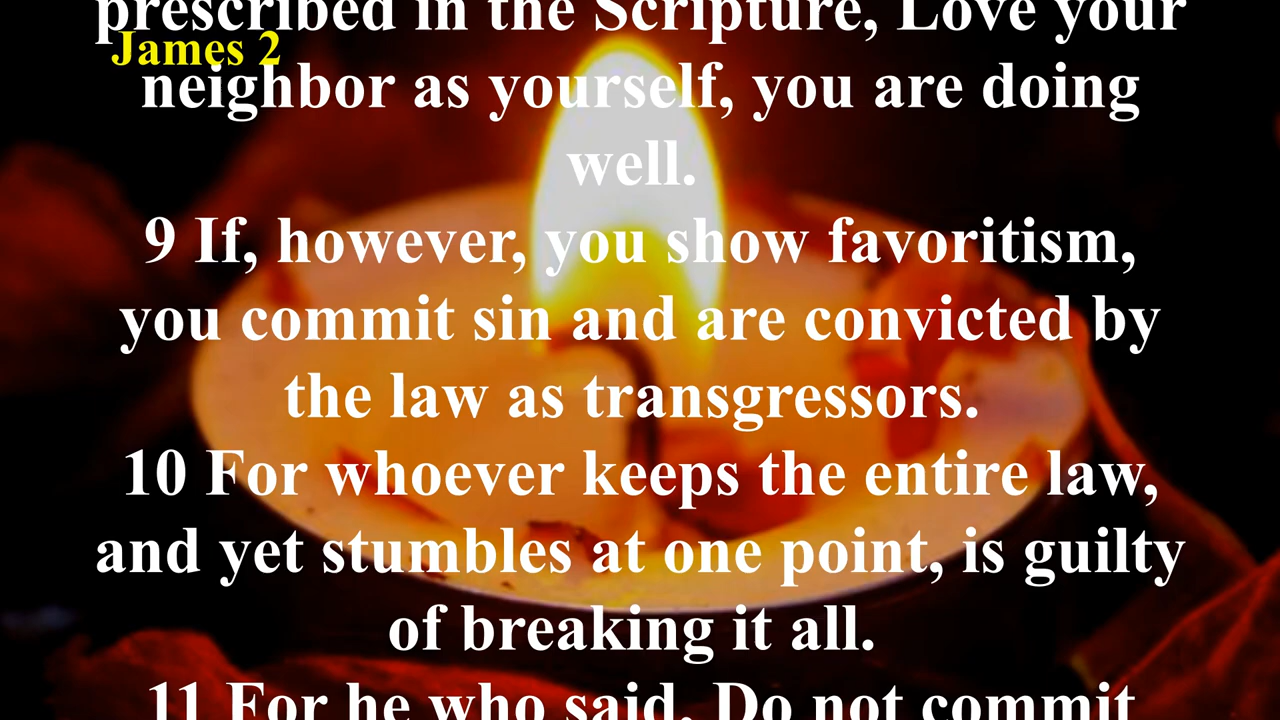 prescribed in the Scripture, Love your
James 2
neighbor as yourself, you are doing
well.
9 If, however, you show favoritism,
you commit sin and are convicted by
the law as transgressors.
10 For whoever keeps the entire law,
and yet stumbles at one point, is guilty
of breaking it all.
11 For he who said, Do not commit